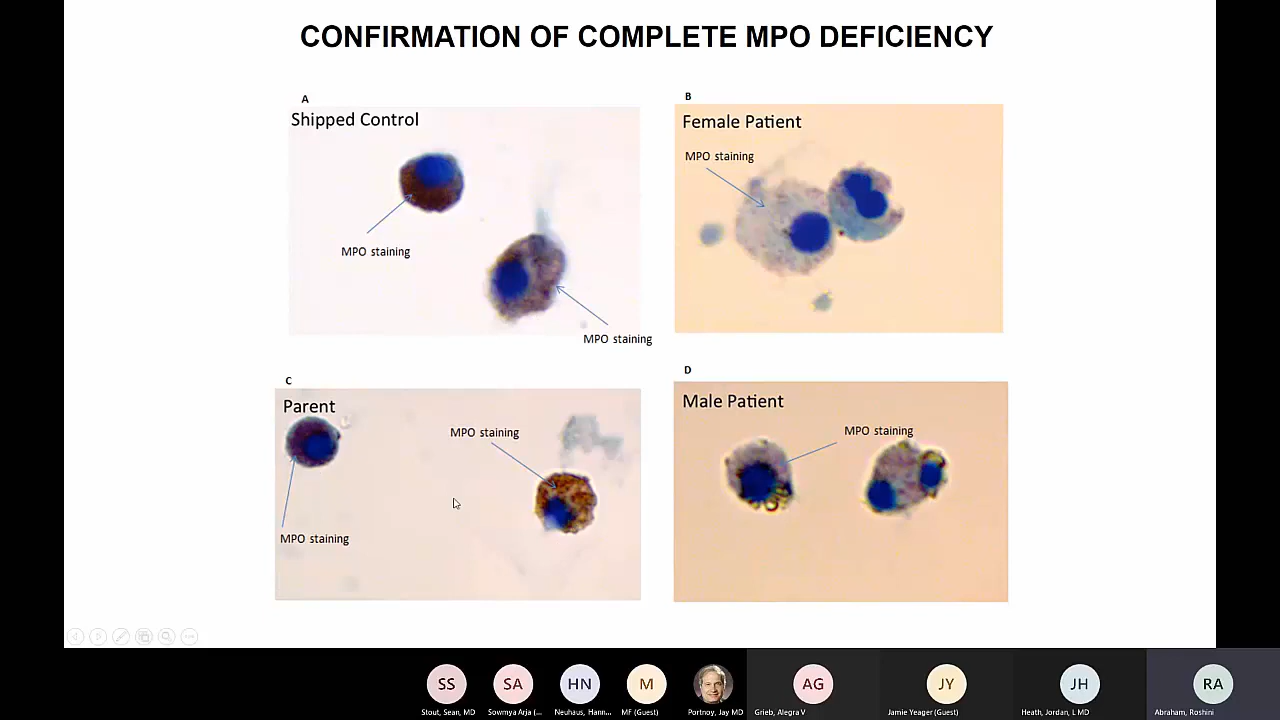 CONFIRMATION OF COMPLETE MPO DEFICIENCY
A
Shipped Control
MPO staining
MPO staining
B
Female Patient
MPO staining
C
Parent
MPO staining
MPO staining
D
Male Patient
MPO staining
SS
SA
HN
M
AG
JY
JH
RA
Stout, Sean, MD
Sowmya Arja (...
Neuhaus, Hann...
MF (Guest)
Portnoy, Jay MD
Grieb, Alegra V
Jamie Yeager (Guest)
Heath, Jordan, L MD
Abraham, Roshini